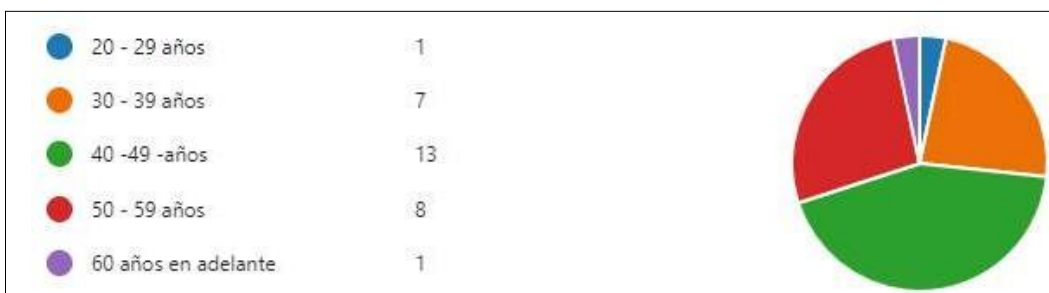 20 - 29 años 1
30 - 39 años 7
40 -49 -años 13
50 - 59 años 8
60 años en adelante 1